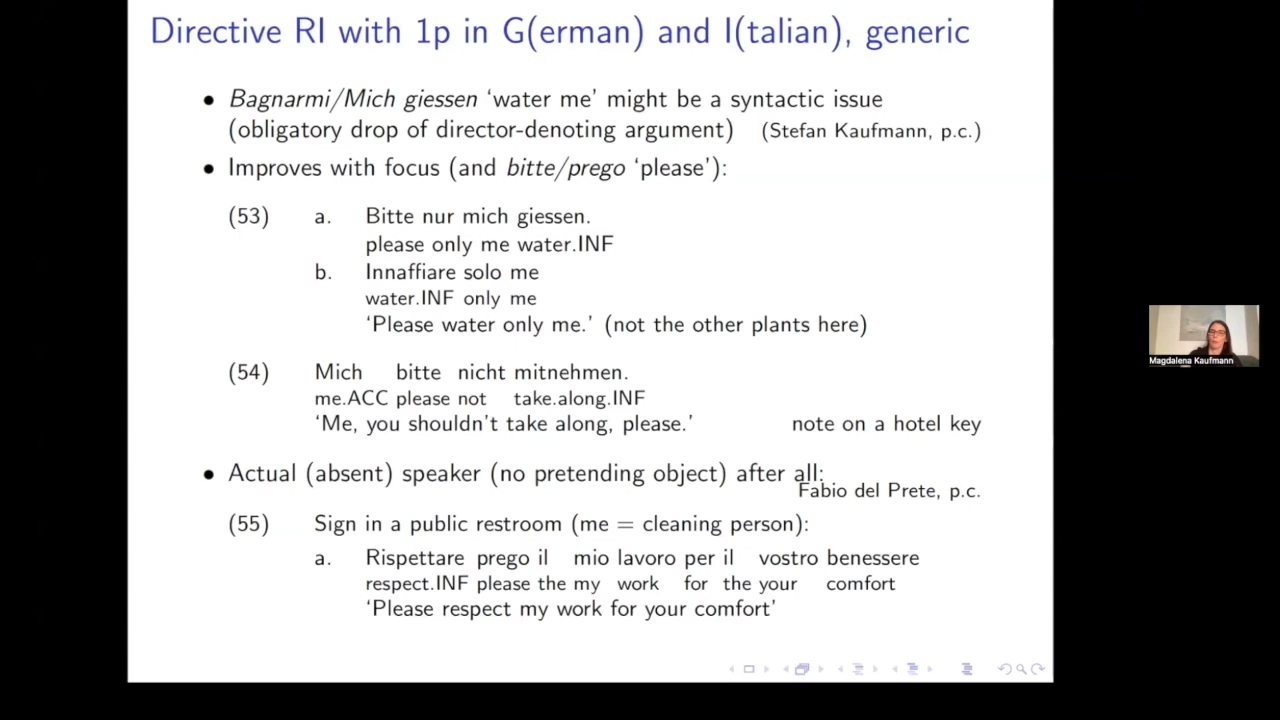 Directive RI with 1p in G(erman) and I(talian), generic
• Bagnarmi/Mich giessen ‘water me’ might be a syntactic issue
(obligatory drop of director-denoting argument) (Stefan Kaufmann, p.c.)
• Improves with focus (and bitte/prego ‘please’):
(53) a. Bitte nur mich giessen.
please only me water.INF
b. Innaffiare solo me
water.INF only me
‘Please water only me.’ (not the other plants here)
(54) Mich bitte nicht mitnehmen.
me.ACC please not take.along.INF
‘Me, you shouldn’t take along, please.’ note on a hotel key
• Actual (absent) speaker (no pretending object) after all:
Fabio del Prete, p.c.
(55) Sign in a public restroom (me = cleaning person):
a. Rispettare prego il mio lavoro per il vostro benessere
respect.INF please the my work for the your comfort
‘Please respect my work for your comfort’
Magdalena Kaufmann